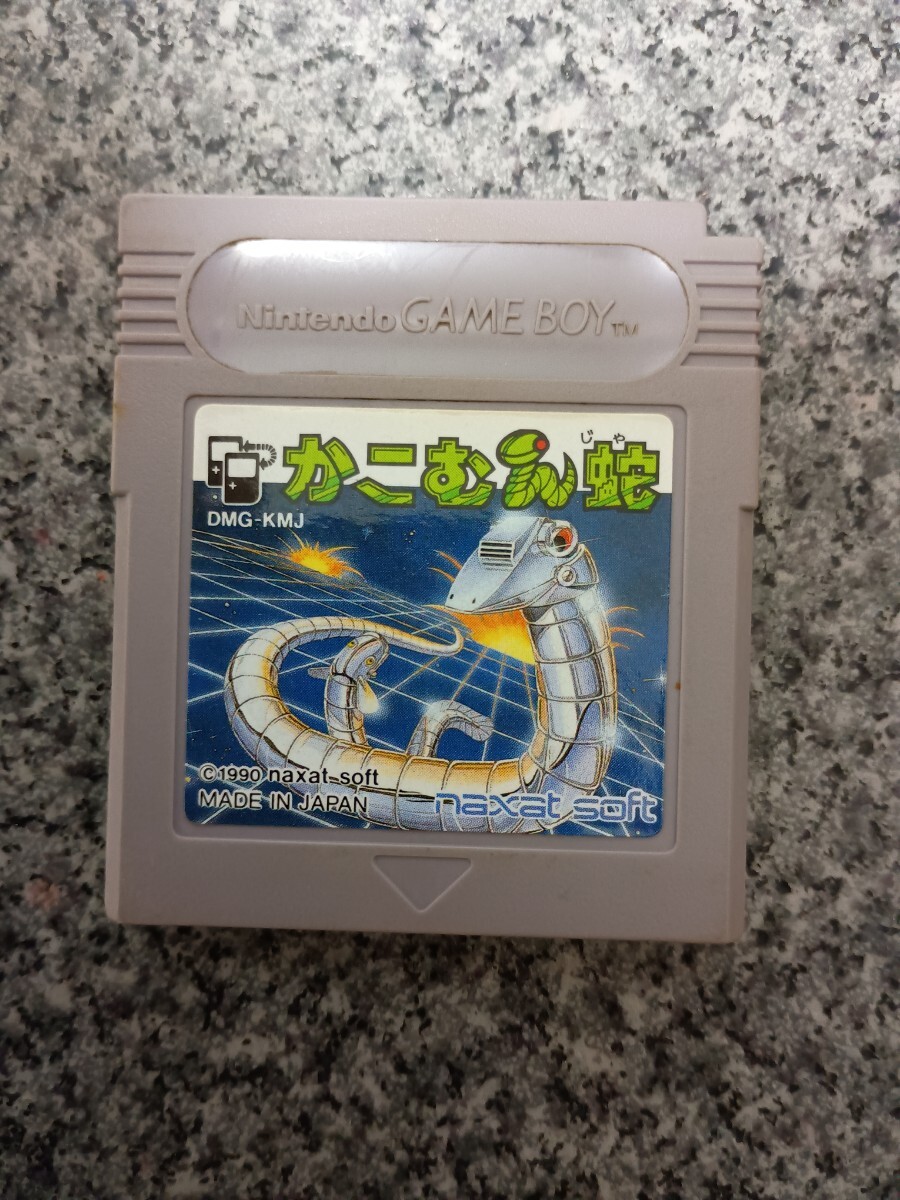 Nintendo GAME BOY™
じゃ
かこむん蛇
DMG-KMJ
©1990 naxat soft
MADE IN JAPAN
naxat soft